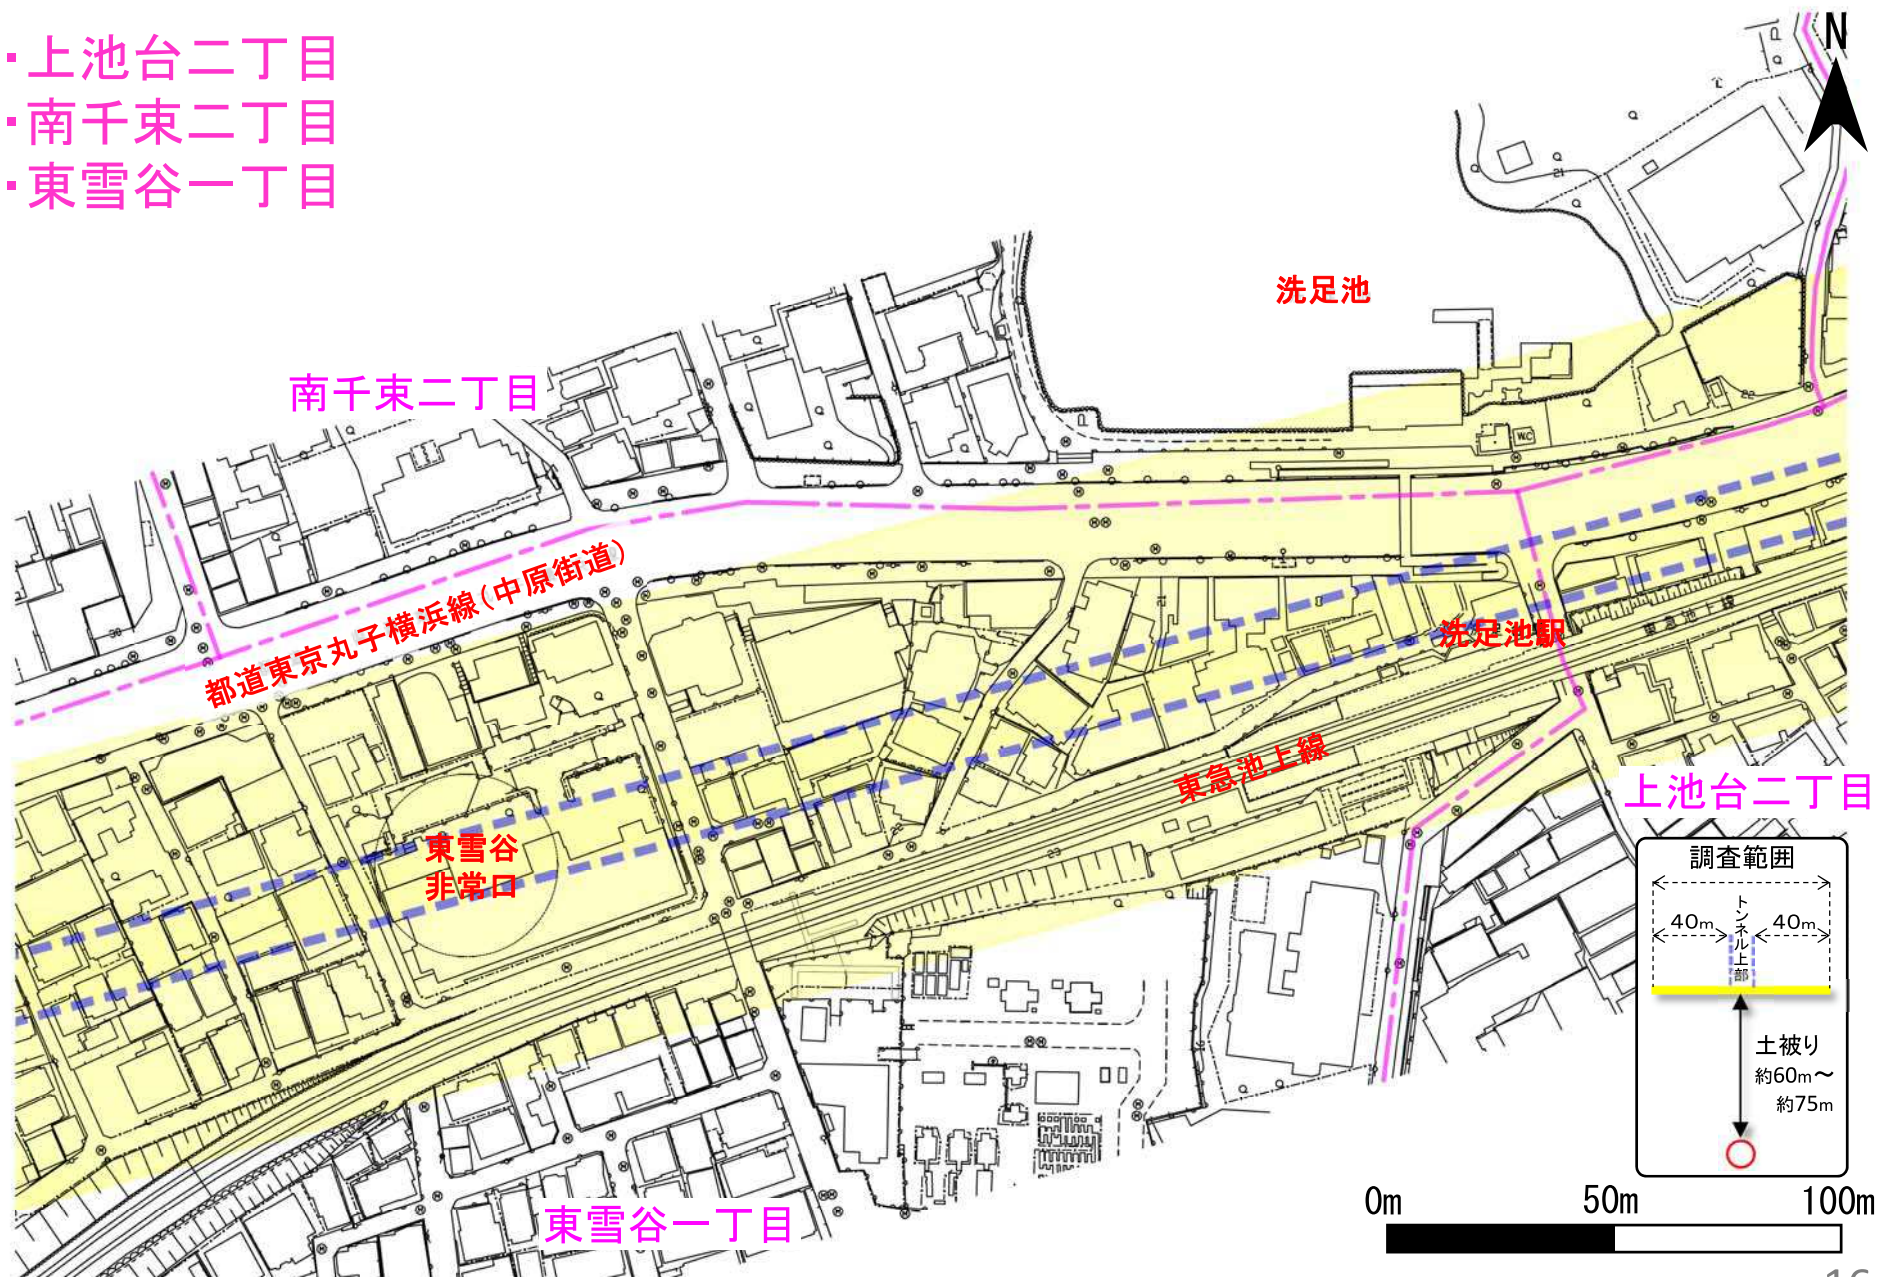 ・上池台二丁目
・南千束二丁目
・東雪谷一丁目
N
洗足池
南千束二丁目
WC
都道東京丸子横浜線(中原街道)
洗足池駅
東急池上線
上池台二丁目
東雪谷
非常口
調査範囲
40m
トンネル上部
40m
土被り
約60m～
約75m
東雪谷一丁目
0m 50m 100m
16